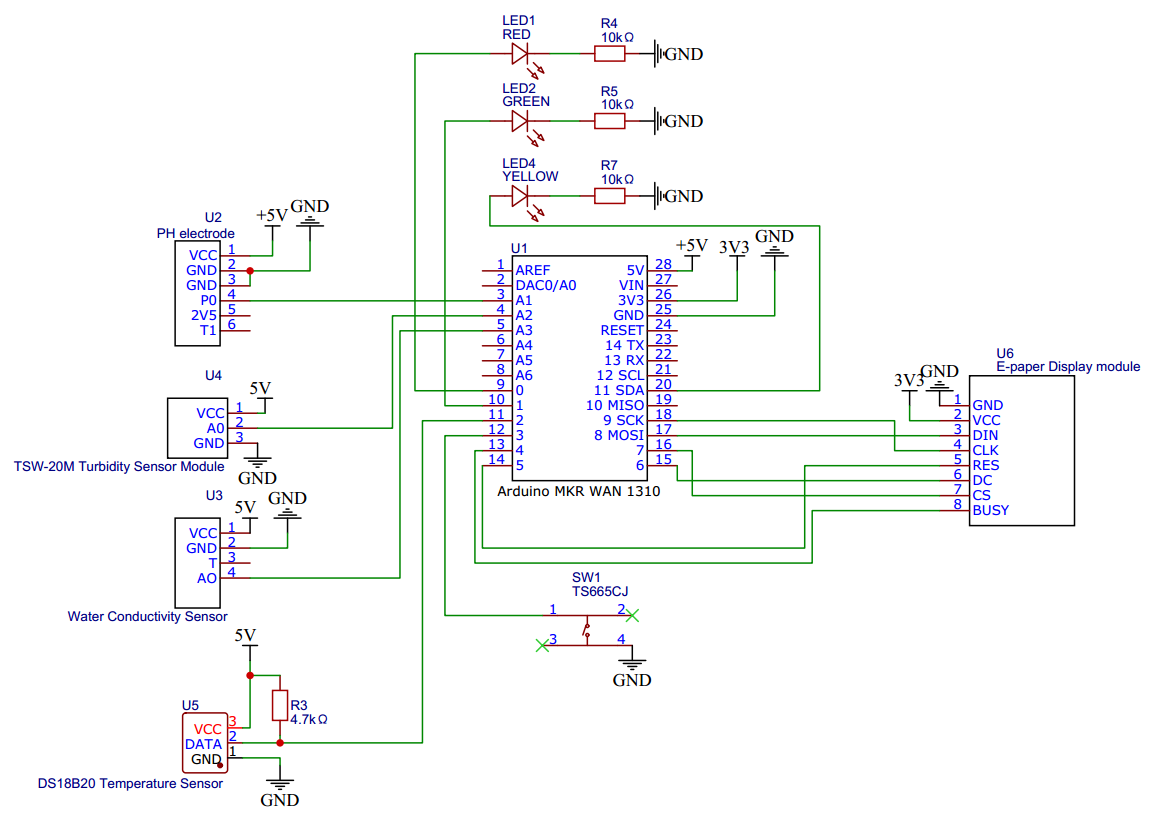 LED1
RED
R4
10kΩ
GND
LED2
GREEN
R5
10kΩ
GND
LED4
YELLOW
R7
10kΩ
GND
U2
PH electrode
+5V
GND
VCC 1
GND 2
GND 3
P0 4
2V5 5
T1 6
U4
5V
VCC 1
A0 2
GND 3
TSW-20M Turbidity Sensor Module
GND
U3
5V
GND
VCC 1
GND 2
T 3
AO 4
Water Conductivity Sensor
5V
R3
4.7kΩ
U5
VCC 3
DATA 2
GND 1
DS18B20 Temperature Sensor
GND
U1
+5V
3V3
GND
1 AREF 5V 28
2 DAC0/A0 VIN 27
3 A1 3V3 26
4 A2 GND 25
5 A3 RESET 24
6 A4 14 TX 23
7 A5 13 RX 22
8 A6 12 SCL 21
9 0 11 SDA 20
10 1 10 MISO 19
11 2 9 SCK 18
12 3 8 MOSI 17
13 4 7 16
14 5 6 15
Arduino MKR WAN 1310
U6
E-paper Display module
3V3
GND
1 GND
2 VCC
3 DIN
4 CLK
5 RES
6 DC
7 CS
8 BUSY
SW1
TS665CJ
1 2
3 4
GND